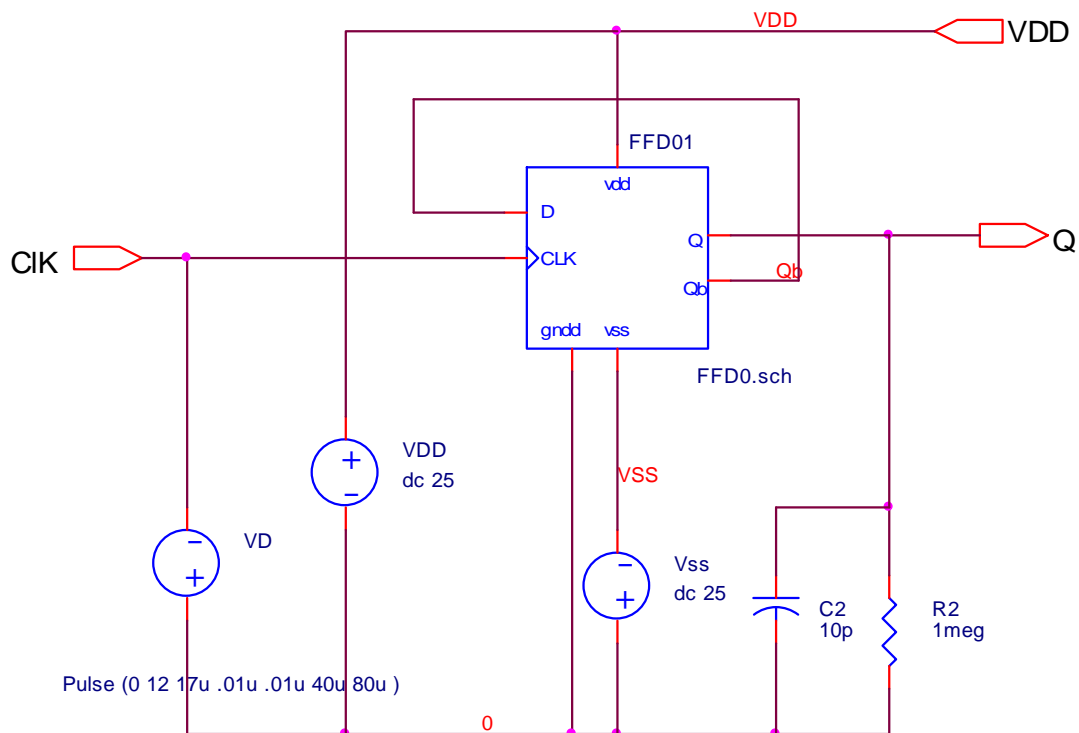 VDD
VDD
FFD01
vdd
D
Q
ClK
CLK
Q
Qb
Qb
gndd
vss
FFD0.sch
VDD
dc 25
VSS
VD
Vss
dc 25
C2
10p
R2
1meg
Pulse (0 12 17u .01u .01u 40u 80u )
0